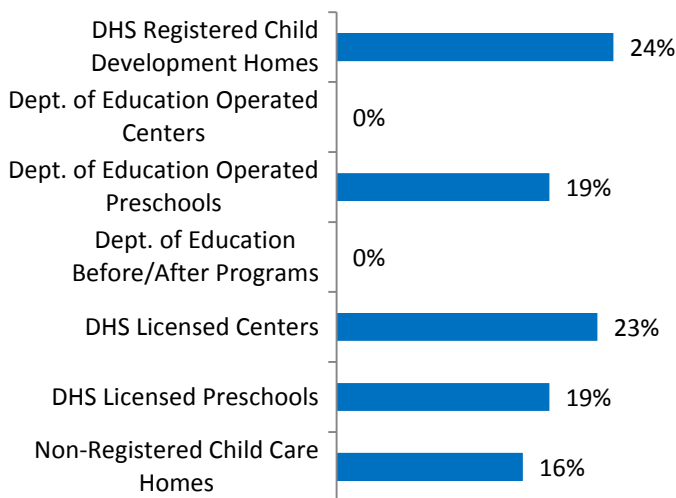 DHS Registered Child
Development Homes
24%
Dept. of Education Operated
Centers
0%
Dept. of Education Operated
Preschools
19%
Dept. of Education
Before/After Programs
0%
DHS Licensed Centers
23%
DHS Licensed Preschools
19%
Non-Registered Child Care
Homes
16%